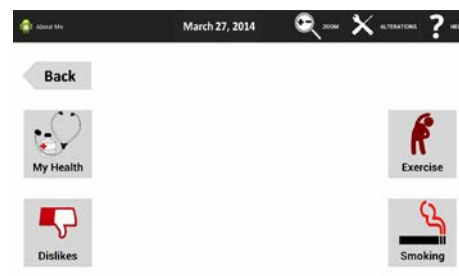 About Me
March 27, 2014
ZOOM
ALTERATIONS
Back
My Health
Exercise
Dislikes
Smoking